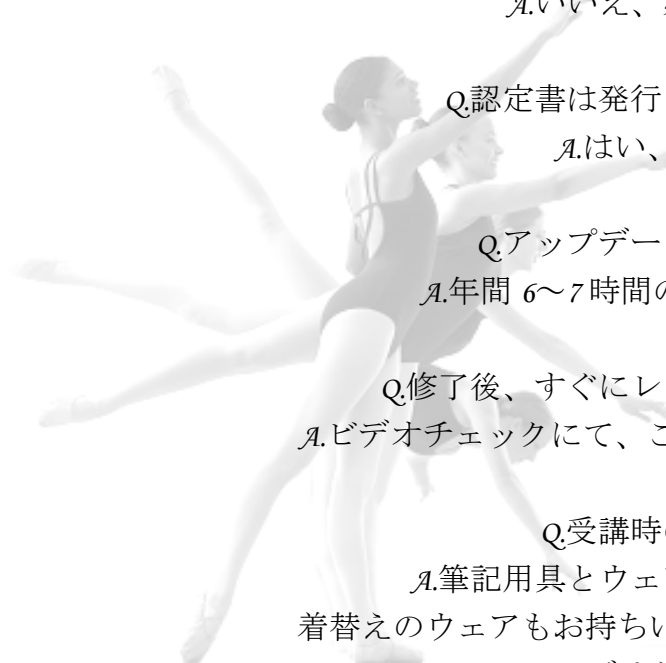 A.いいえ、
Q.認定書は発行
A.はい、
Q.アップデー
A.年間 6〜7時間の
Q.修了後、すぐにレ
A.ビデオチェックにて、こ
Q.受講時
A.筆記用具とウェ
着替えのウェアもお持ちい